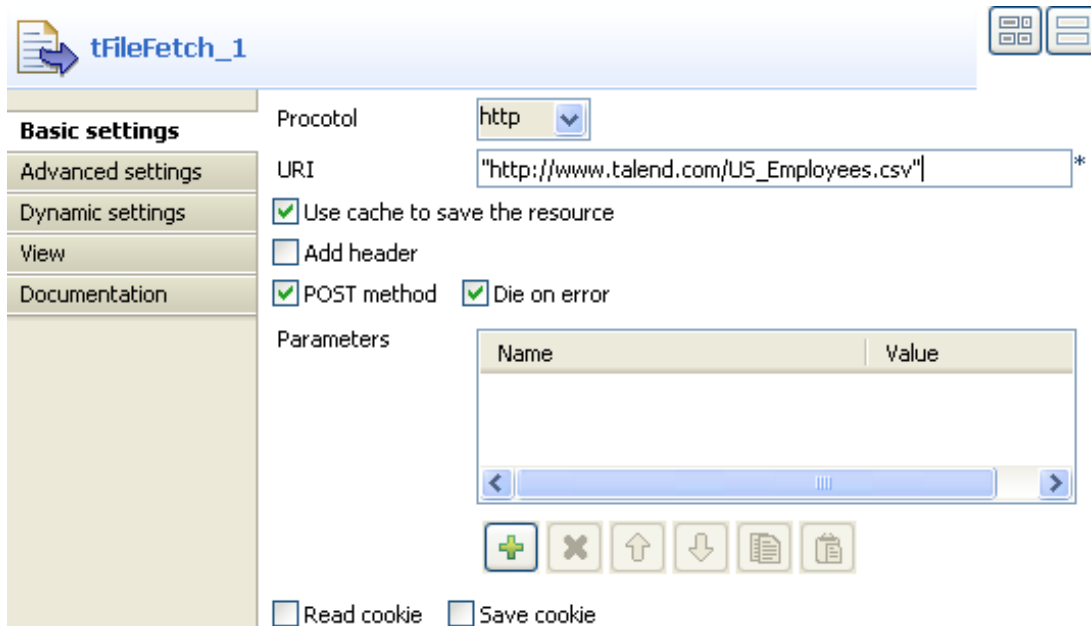 tFileFetch_1
Basic settings
Advanced settings
Dynamic settings
View
Documentation
Procotol http
URI "http://www.talend.com/US_Employees.csv" *
Use cache to save the resource
Add header
POST method Die on error
Parameters
Name Value
Read cookie Save cookie